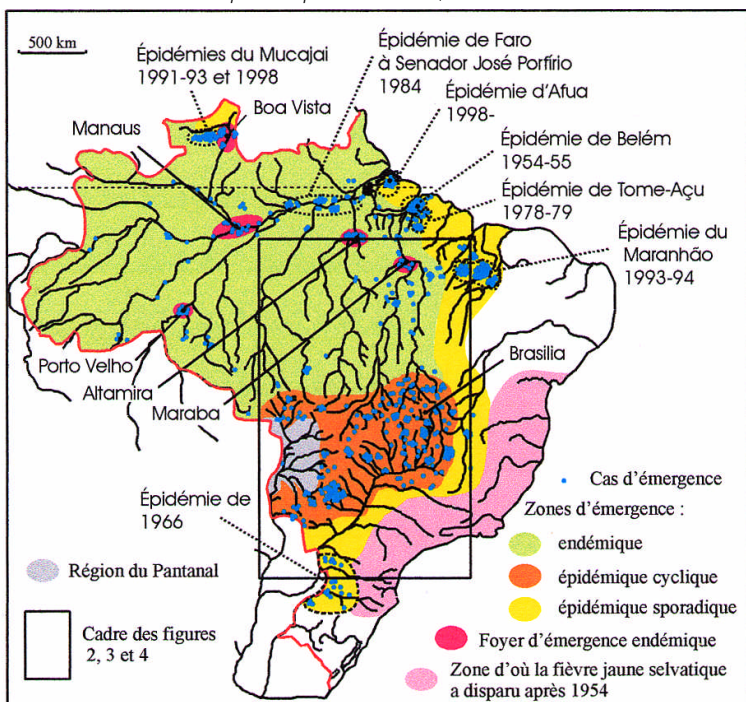 500 km
Épidémies du Mucajai
1991-93 et 1998
Boa Vista
Manaus
Épidémie de Faro
à Senador José Porfírio
1984
Épidémie d'Afua
1998-
Épidémie de Belém
1954-55
Épidémie de Tome-Açu
1978-79
Épidémie du
Maranhão
1993-94
Porto Velho
Altamira
Maraba
Brasilia
Épidémie de
1966
Région du Pantanal
Cadre des figures
2, 3 et 4
Cas d'émergence
Zones d'émergence :
endémique
épidémique cyclique
épidémique sporadique
Foyer d'émergence endémique
Zone d'où la fièvre jaune selvatique
a disparu après 1954